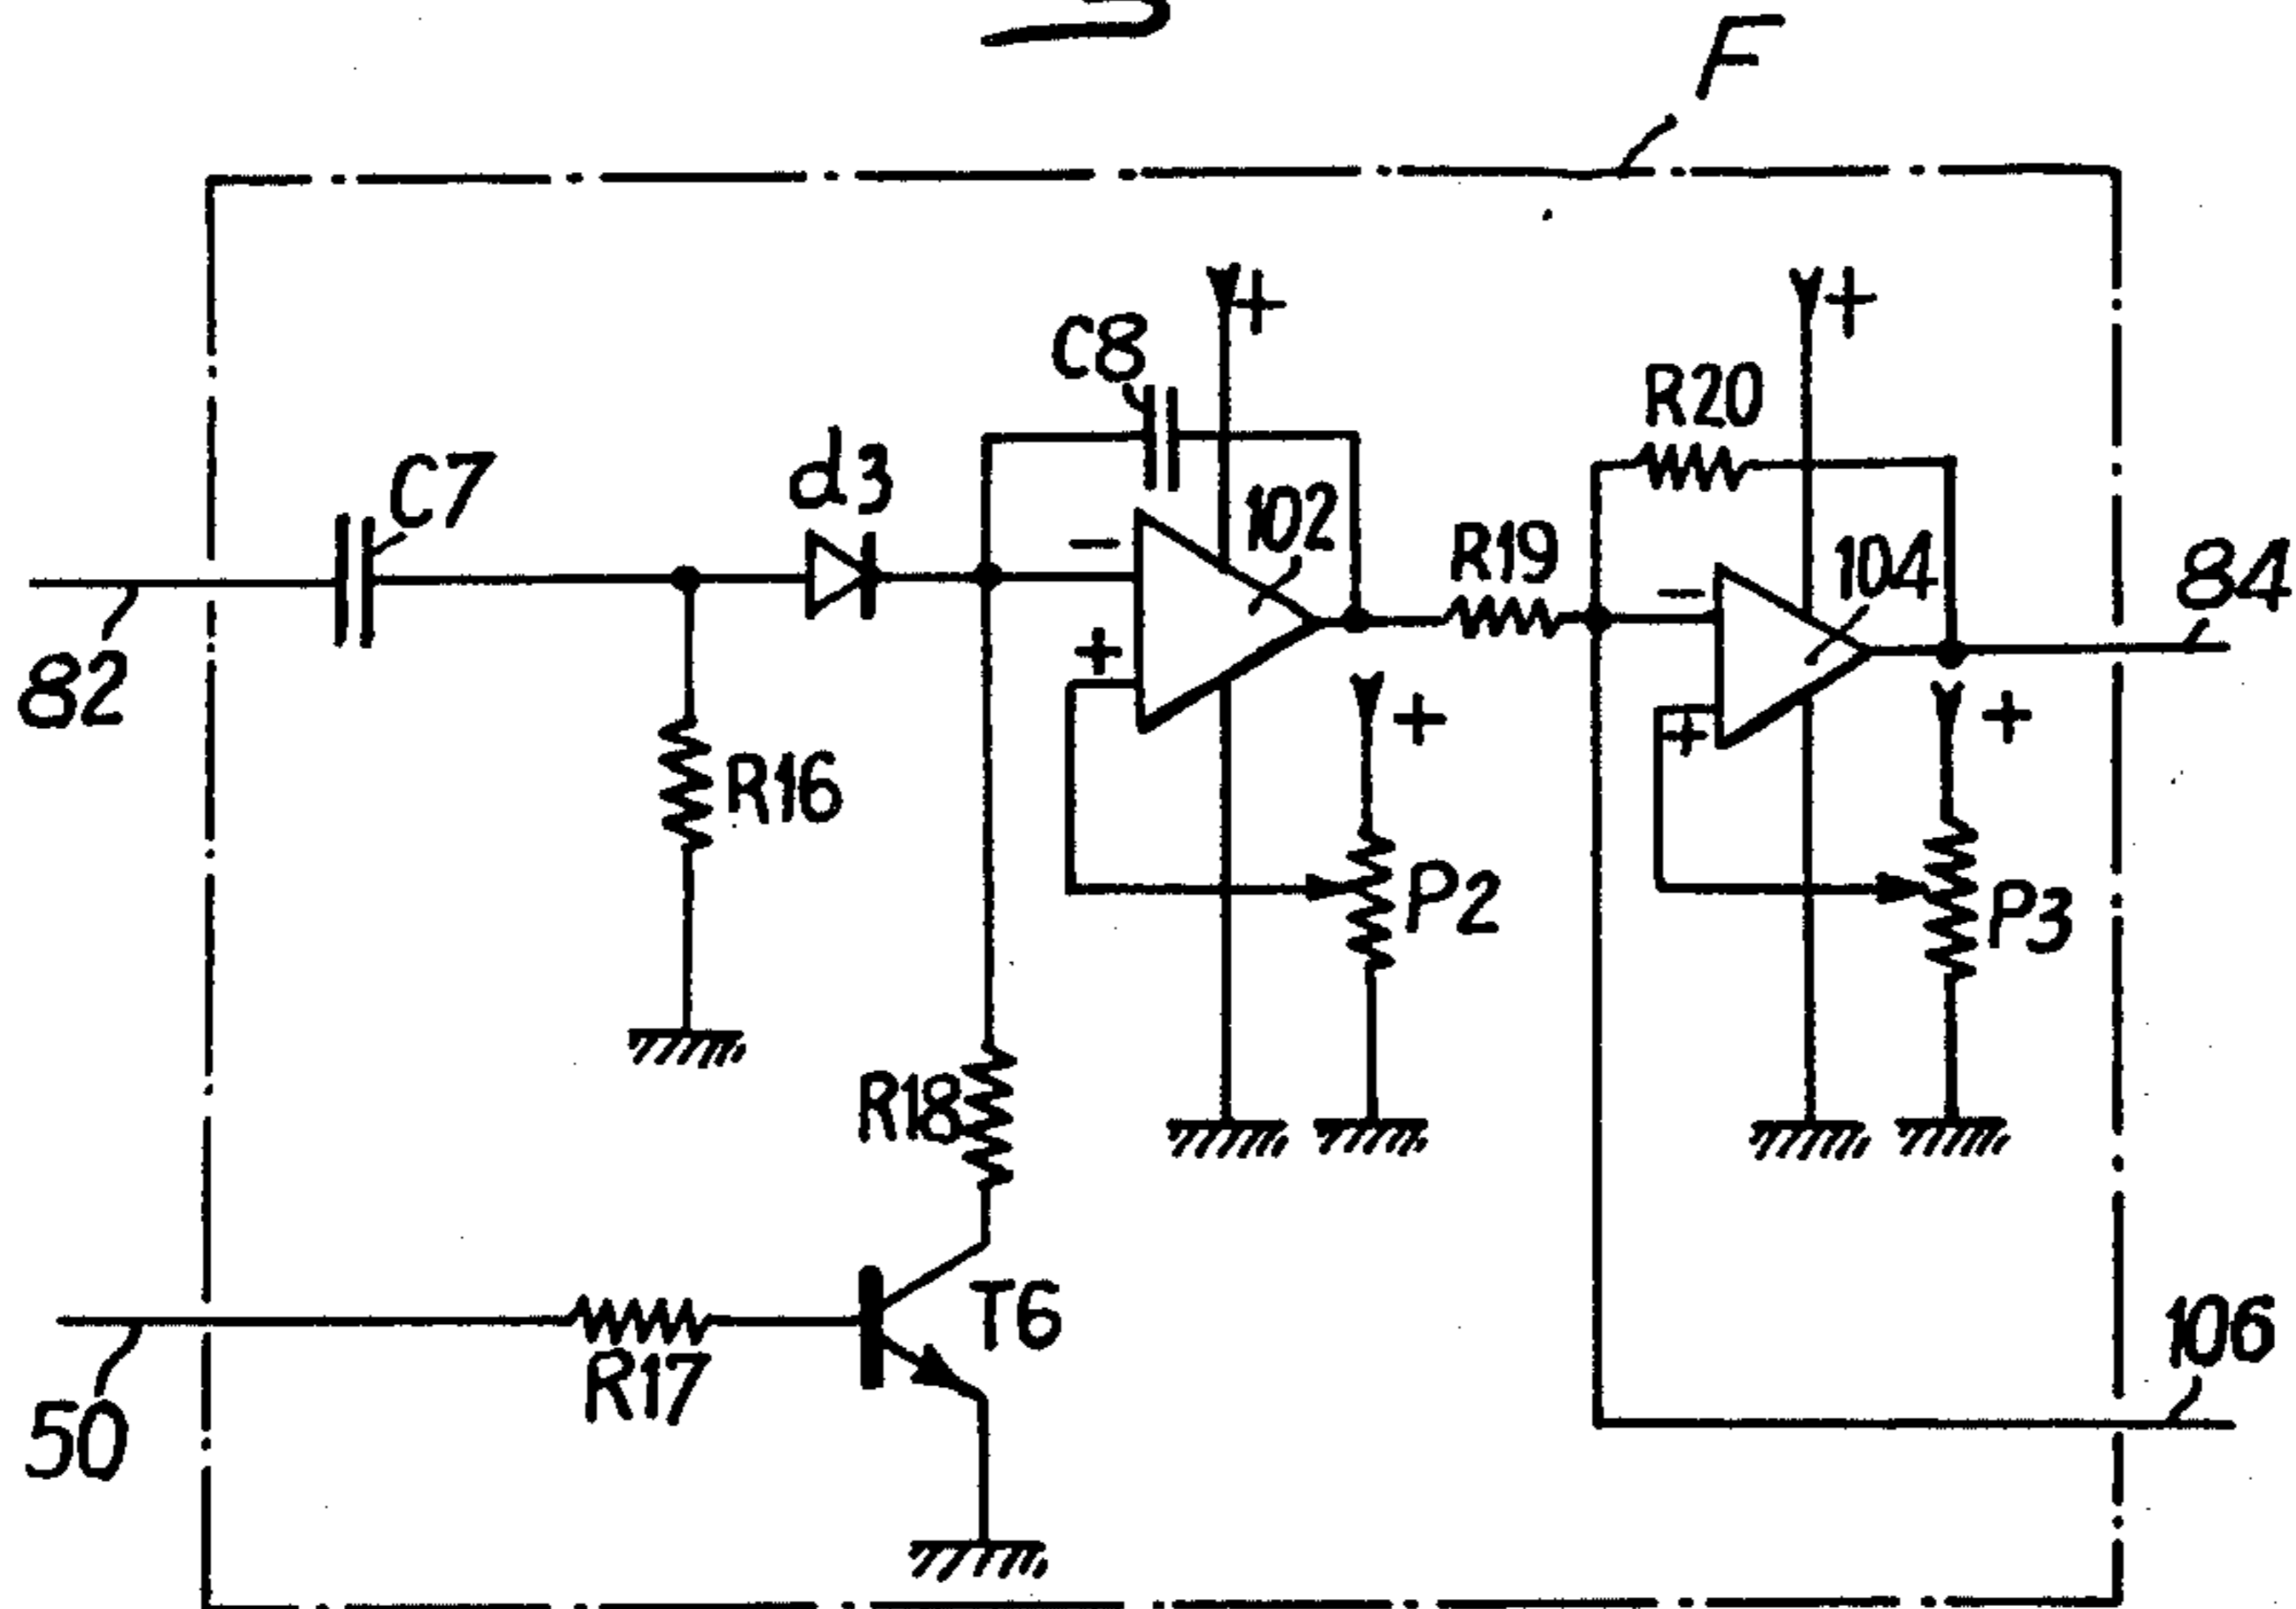 F
+
+
C8
R20
d3
C7
102
R19
104
84
-
-
82
+
+
+
+
R16
P2
P3
R18
T6
106
R17
50